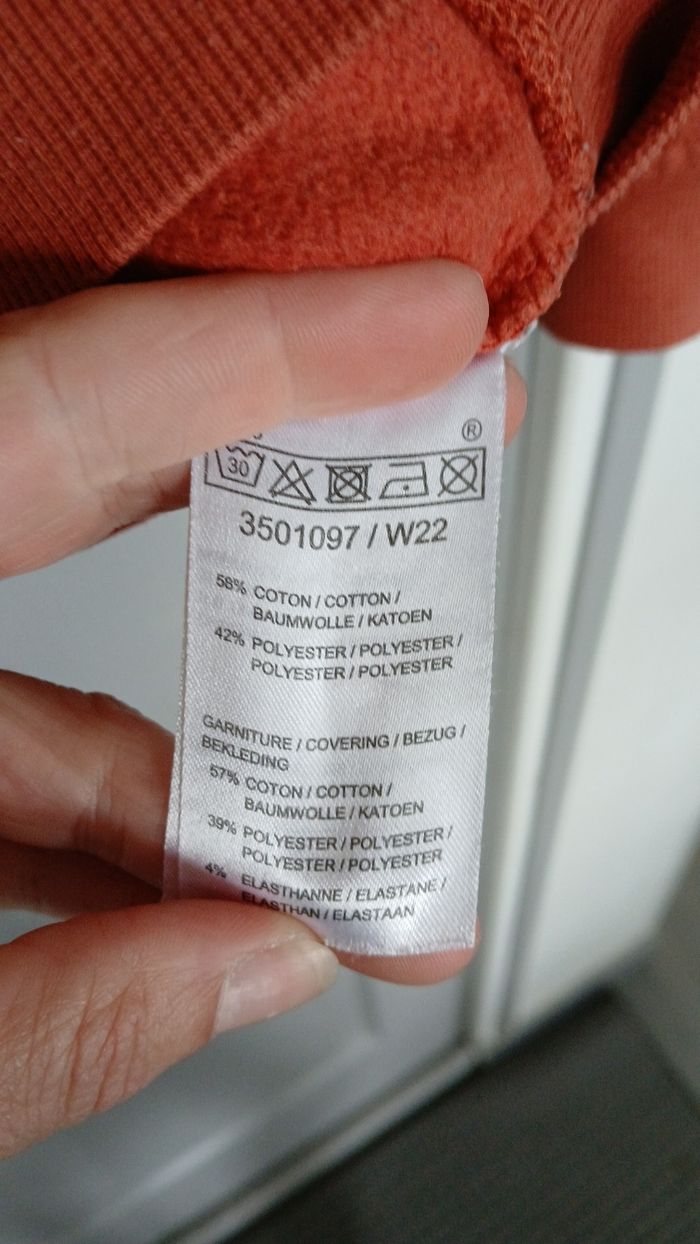 ®
30
3501097 / W22
58% COTON / COTTON /
BAUMWOLLE / KATOEN
42% POLYESTER / POLYESTER /
POLYESTER / POLYESTER
GARNITURE / COVERING / BEZUG /
BEKLEDING
57% COTON / COTTON /
BAUMWOLLE / KATOEN
39% POLYESTER / POLYESTER /
POLYESTER / POLYESTER
4% ELASTHANNE / ELASTANE /
ELASTHAN / ELASTAAN